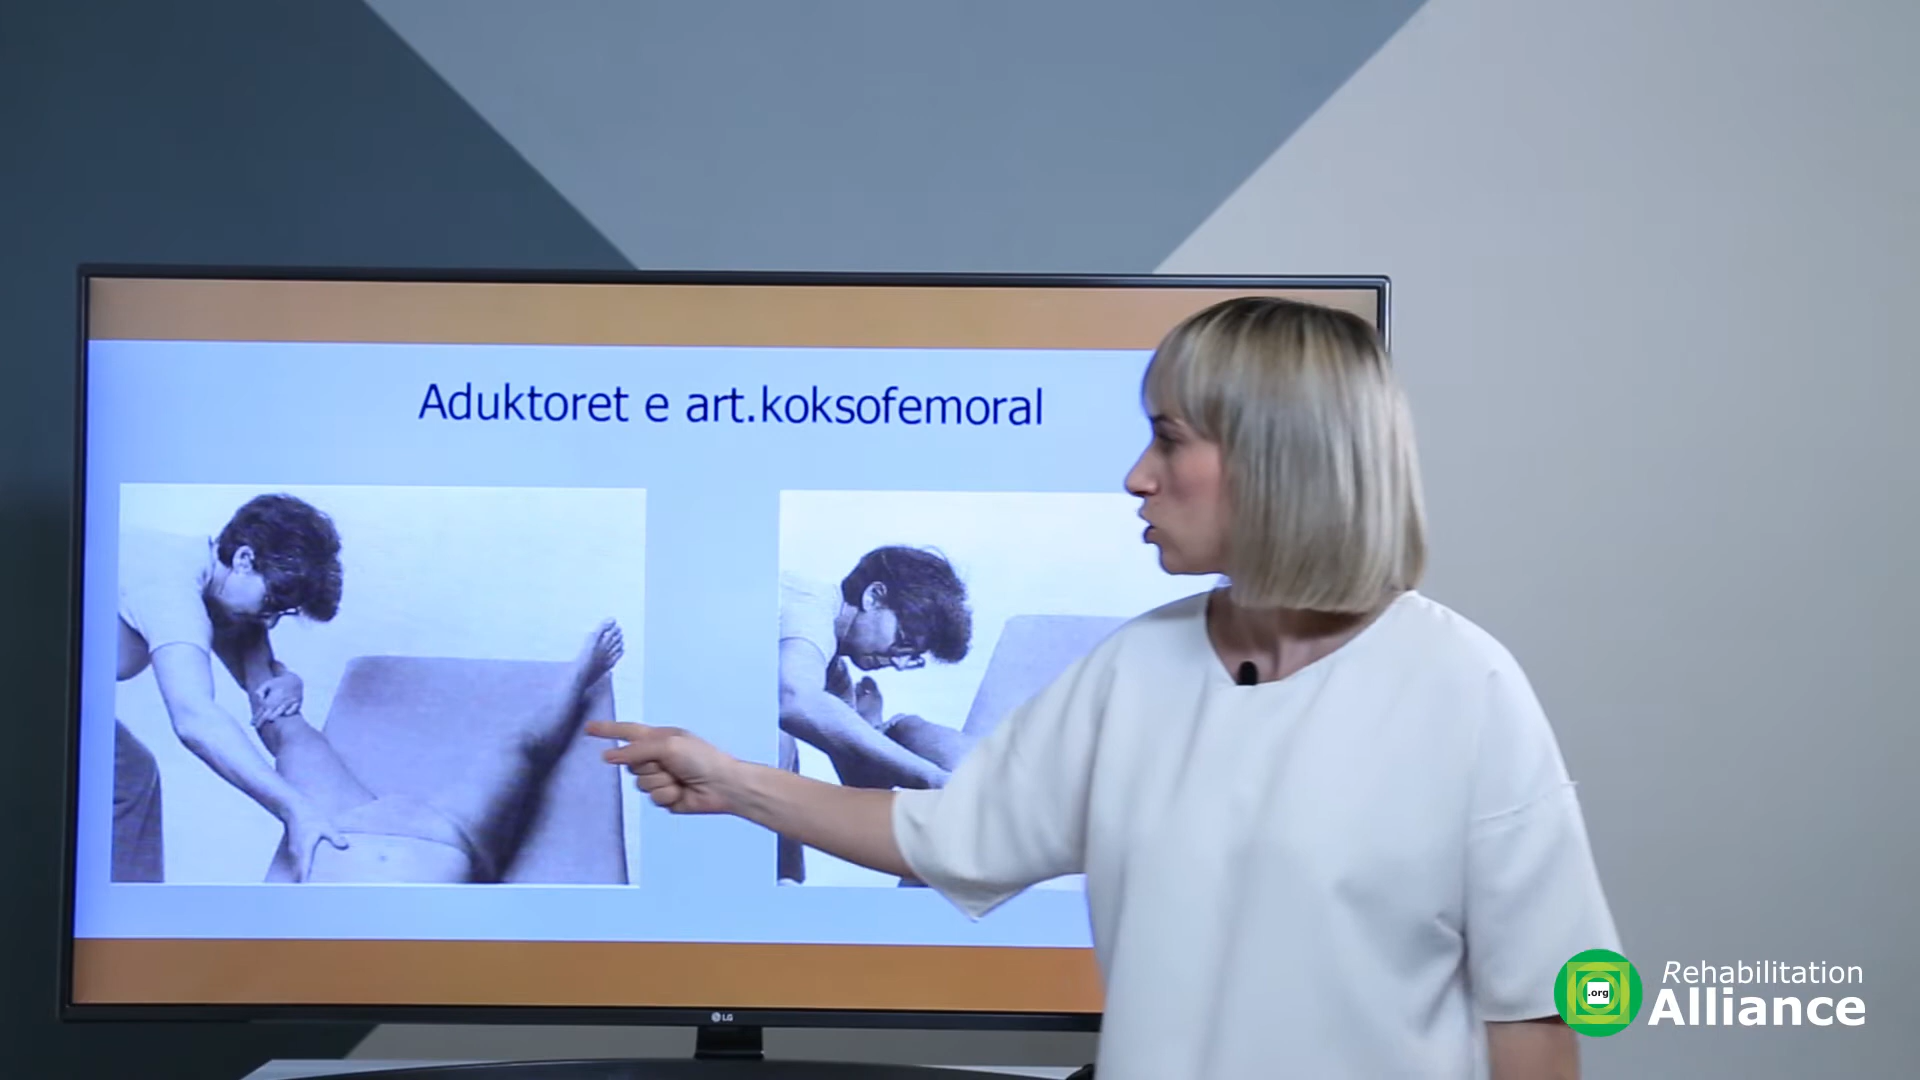 Aduktoret e art.koksofemoral
LG
.org
Rehabilitation
Alliance